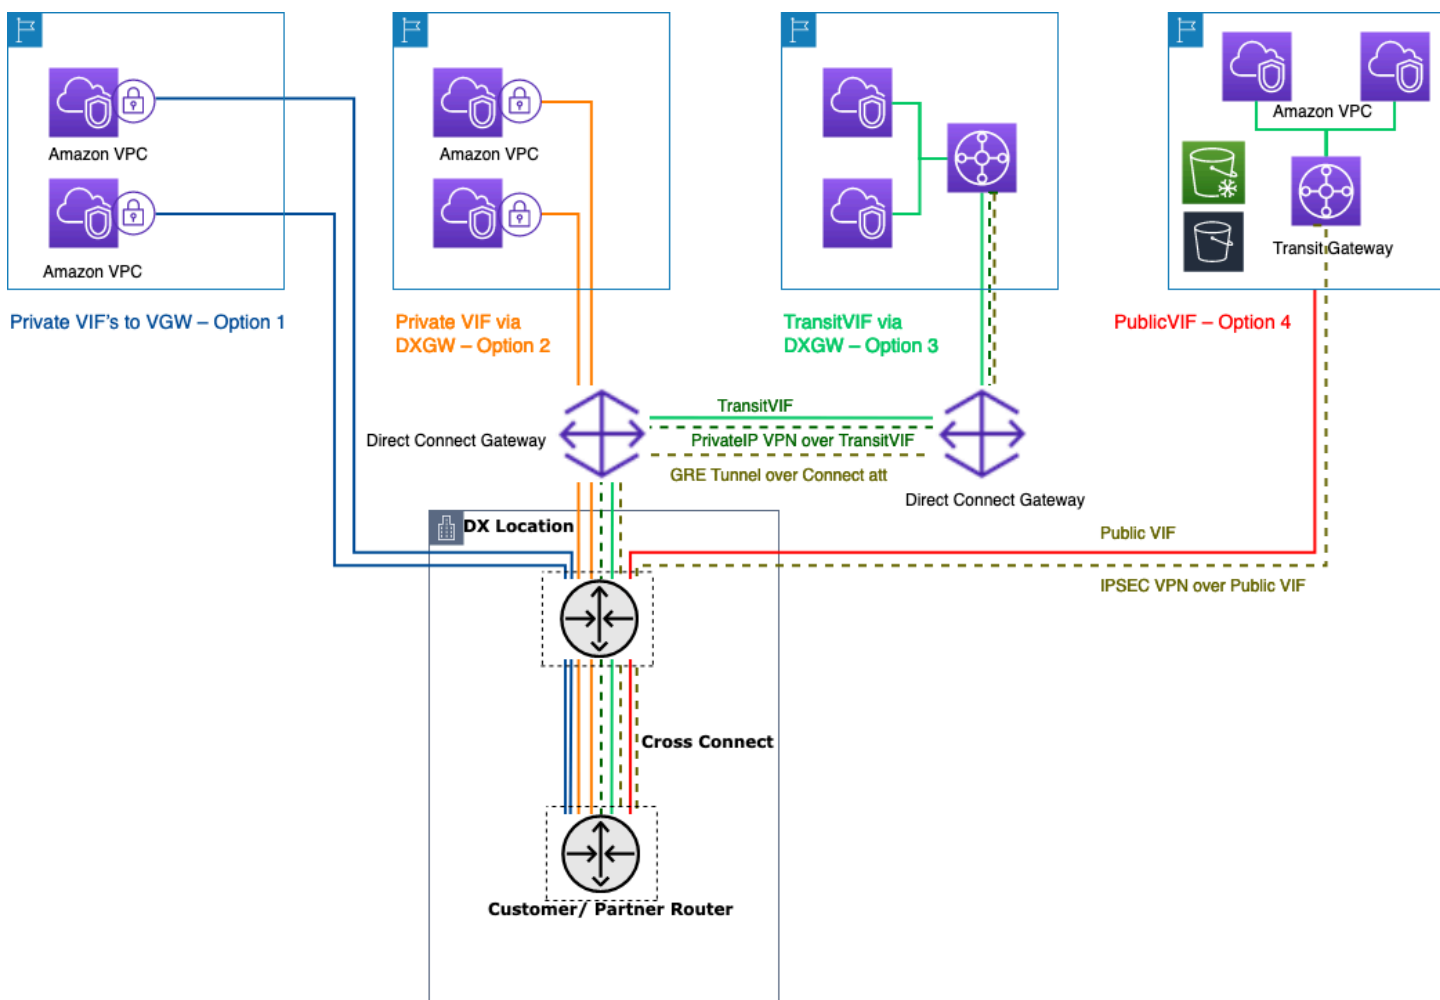 Amazon VPC
Amazon VPC
Private VIF's to VGW – Option 1
Amazon VPC
Private VIF via
DXGW – Option 2
TransitVIF via
DXGW – Option 3
Amazon VPC
Transit Gateway
PublicVIF – Option 4
Direct Connect Gateway
TransitVIF
PrivateIP VPN over TransitVIF
GRE Tunnel over Connect att
Direct Connect Gateway
DX Location
Public VIF
IPSEC VPN over Public VIF
Cross Connect
Customer/ Partner Router